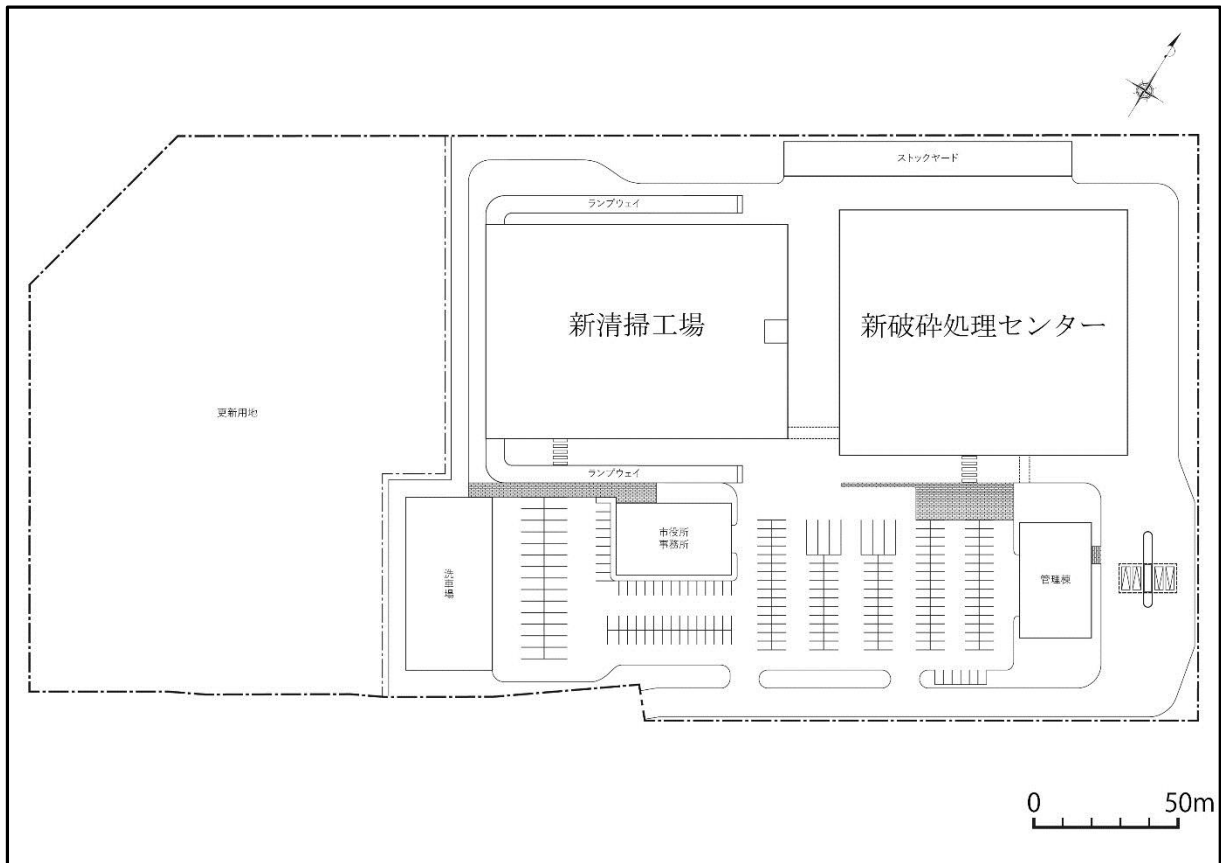 ストックヤード
ランプウェイ
新清掃工場
新破砕処理センター
更新用地
ランプウェイ
市役所
事務所
洗車場
管理棟
0 50m